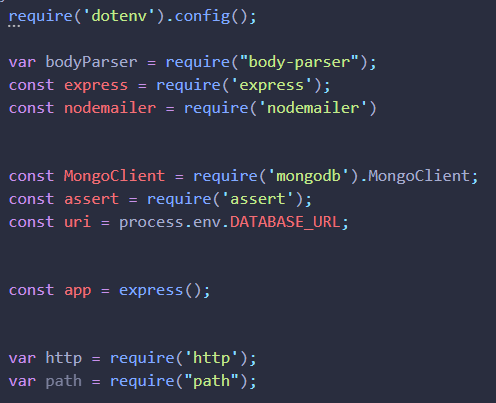 require('dotenv').config();
var bodyParser = require("body-parser");
const express = require('express');
const nodemailer = require('nodemailer')
const MongoClient = require('mongodb').MongoClient;
const assert = require('assert');
const uri = process.env.DATABASE_URL;
const app = express();
var http = require('http');
var path = require("path");